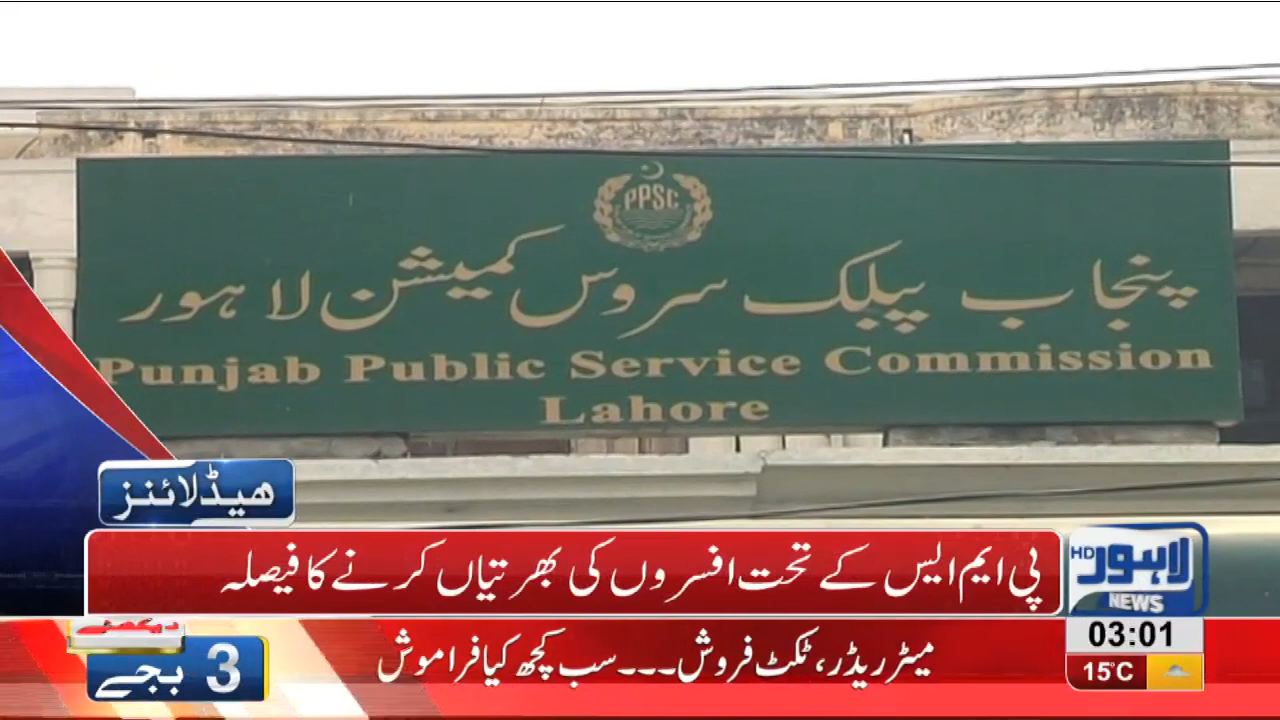 PPSC
پنجاب پبلک سروس کمیشن لاہور
Punjab Public Service Commission
Lahore
ھیڈلائنز
پی ایم ایس کے تحت افسروں کی بھرتیاں کرنے کا فیصلہ
HD لاہور
NEWS
03:01
15°C
دیکھئے
3 بجے
میٹر ریڈر، ٹکٹ فروش۔۔۔سب کچھ کیا فراموش